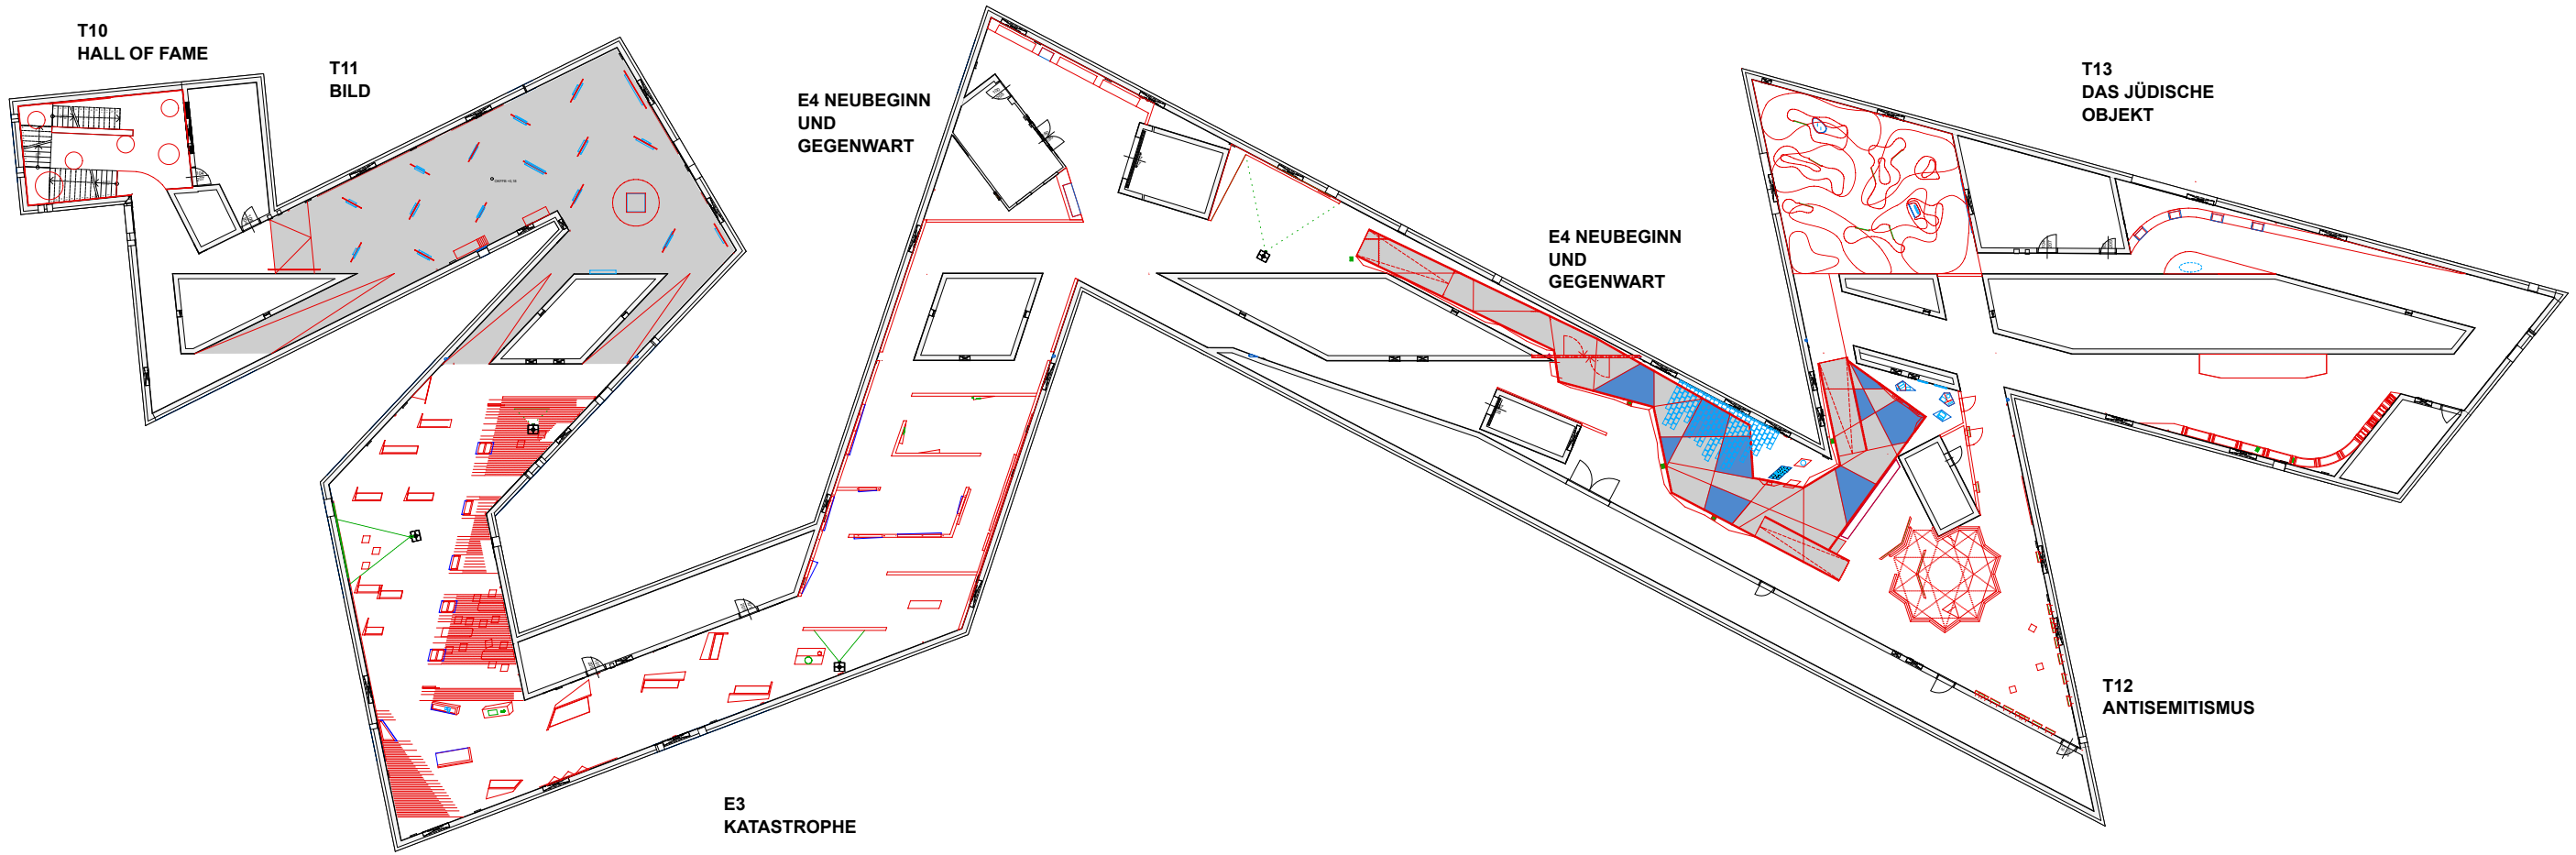 T10
HALL OF FAME
T11
BILD
E4 NEUBEGINN
UND
GEGENWART
E4 NEUBEGINN
UND
GEGENWART
T13
DAS JÜDISCHE
OBJEKT
T12
ANTISEMITISMUS
E3
KATASTROPHE